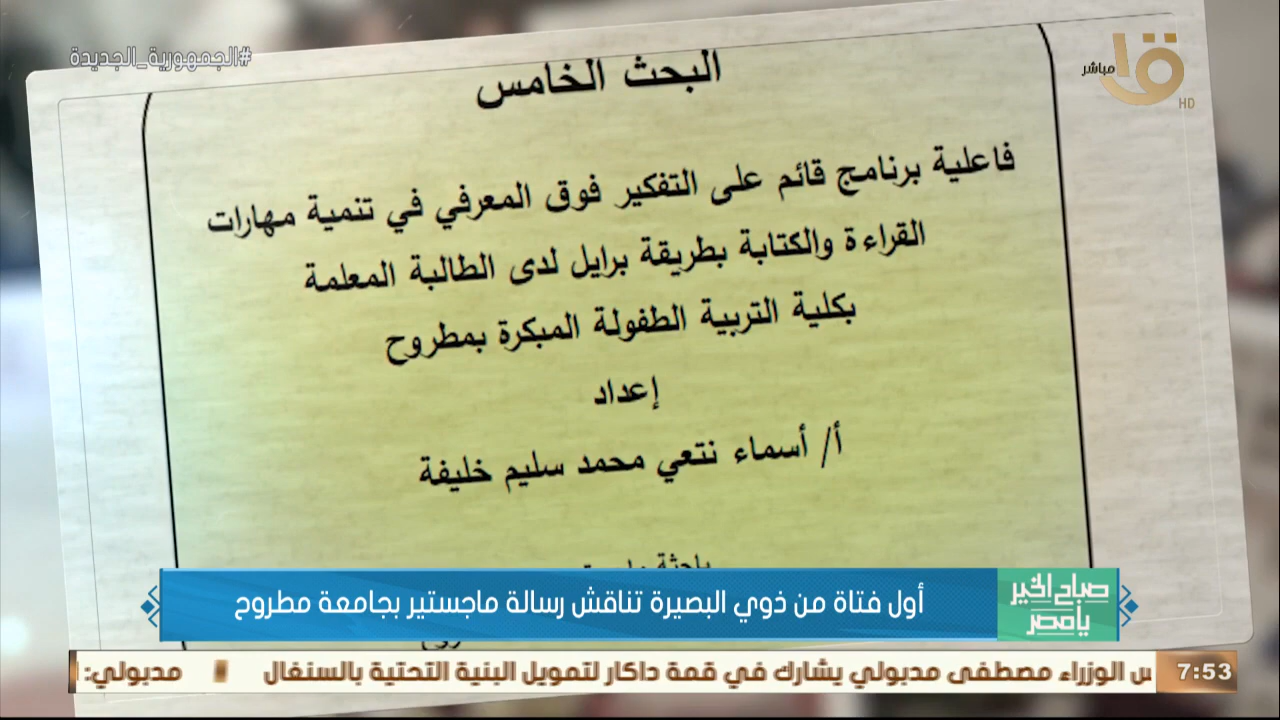 #الجمهورية_الجديدة
مباشر
HD
البحث الخامس
فاعلية برنامج قائم على التفكير فوق المعرفي في تنمية مهارات
القراءة والكتابة بطريقة برايل لدى الطالبة المعلمة
بكلية التربية الطفولة المبكرة بمطروح
إعداد
أ/ أسماء نتعي محمد سليم خليفة
صباح الخير
يا مصر
أول فتاة من ذوي البصيرة تناقش رسالة ماجستير بجامعة مطروح
7:53
س الوزراء مصطفى مدبولي يشارك في قمة داكار لتمويل البنية التحتية بالسنغال
مدبولي: